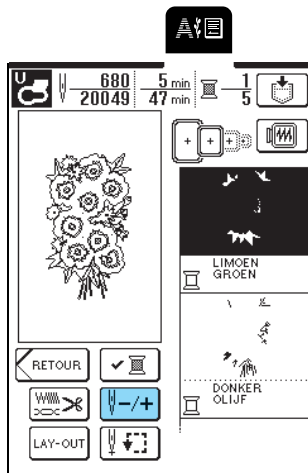 A
U
680 5 min 1
20049 47 min 5
LIMOEN
GROEN
DONKER
OLIJF
RETOUR
-/+
LAY-OUT